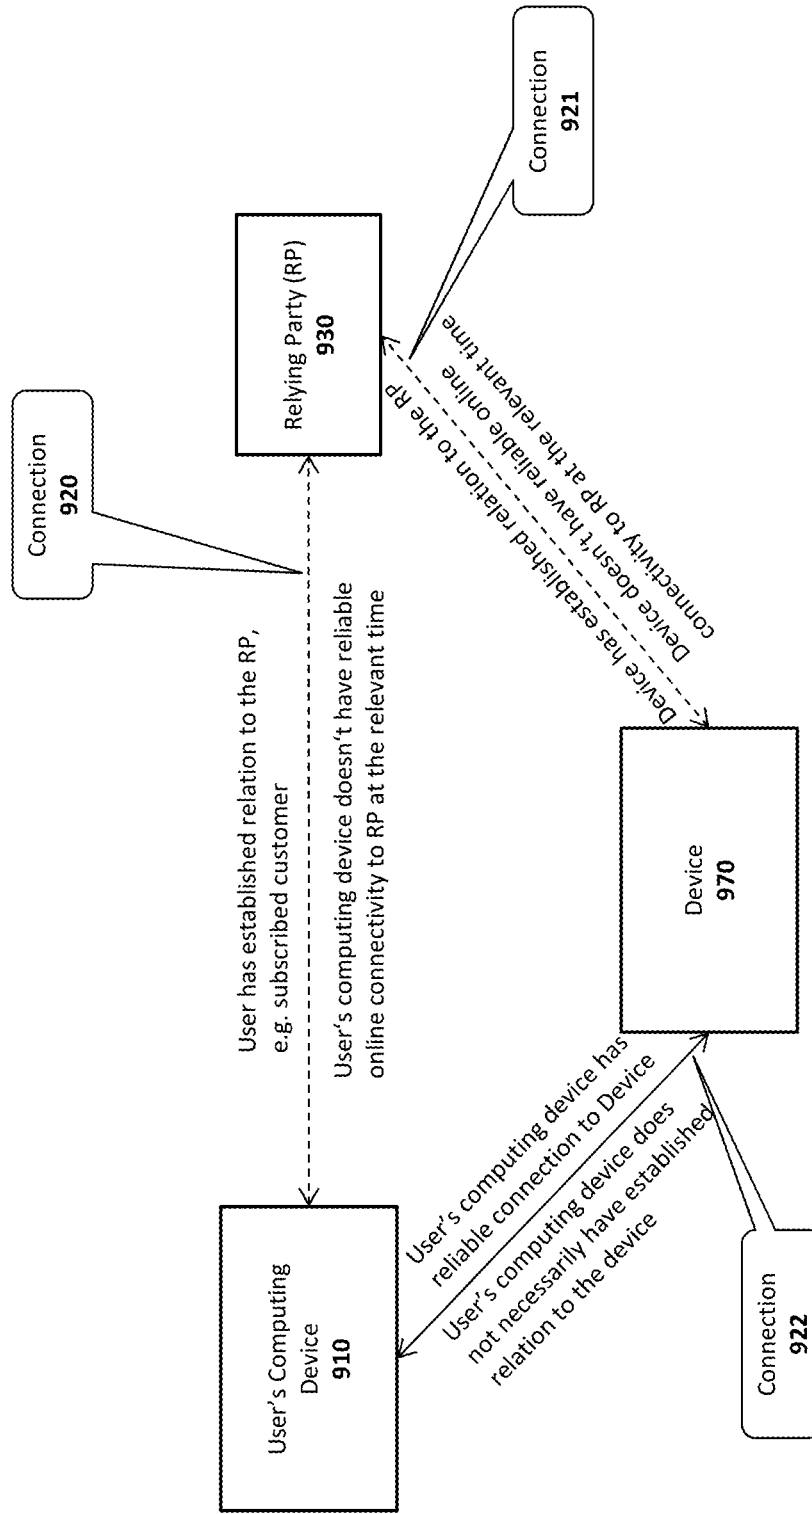 Connection
920
Connection
921
User's Computing
Device
910
User has established relation to the RP,
e.g. subscribed customer
User's computing device doesn't have reliable
online connectivity to RP at the relevant time
Relying Party (RP)
930
Device has established relation to the RP
Device doesn't have reliable online
connectivity to RP at the relevant time
User's computing device has
reliable connection to Device
User's computing device does
not necessarily have established
relation to the device
Device
970
Connection
922